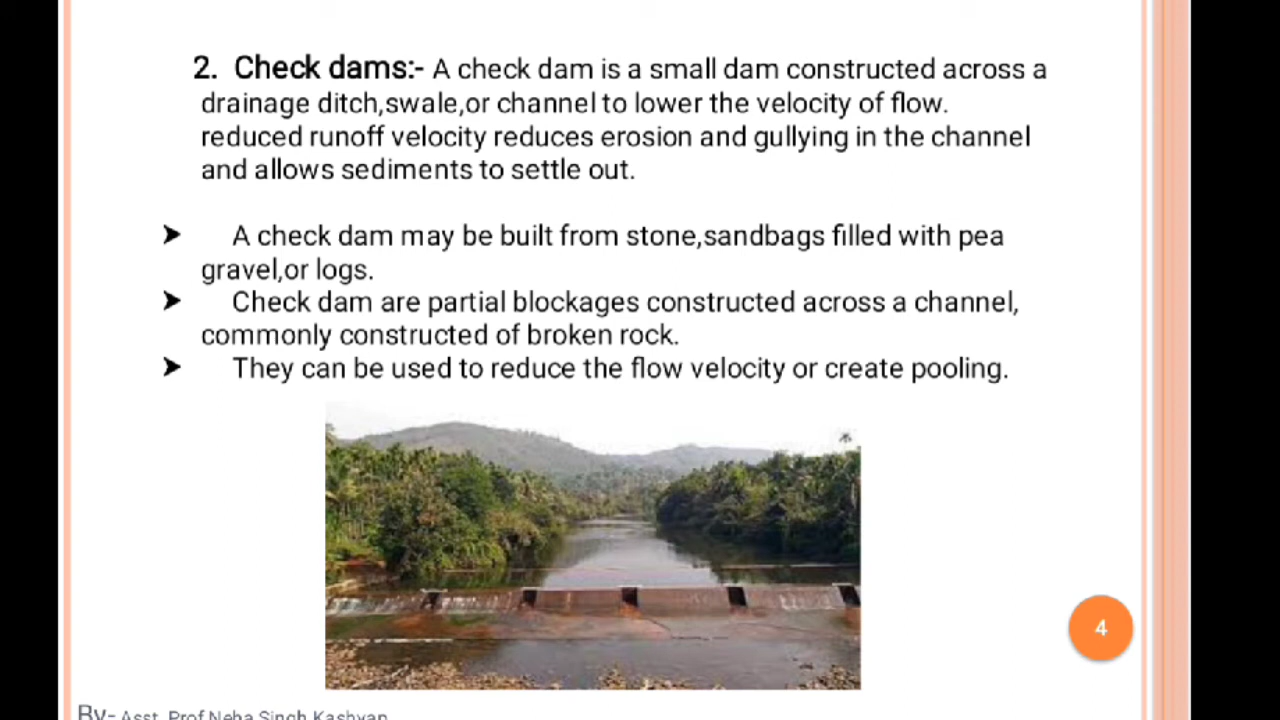 2. Check dams:- A check dam is a small dam constructed across a
drainage ditch,swale,or channel to lower the velocity of flow.
reduced runoff velocity reduces erosion and gullying in the channel
and allows sediments to settle out.
➤ A check dam may be built from stone,sandbags filled with pea
gravel,or logs.
➤ Check dam are partial blockages constructed across a channel,
commonly constructed of broken rock.
➤ They can be used to reduce the flow velocity or create pooling.
4
By- Asst. Prof Neha Singh Kashyap